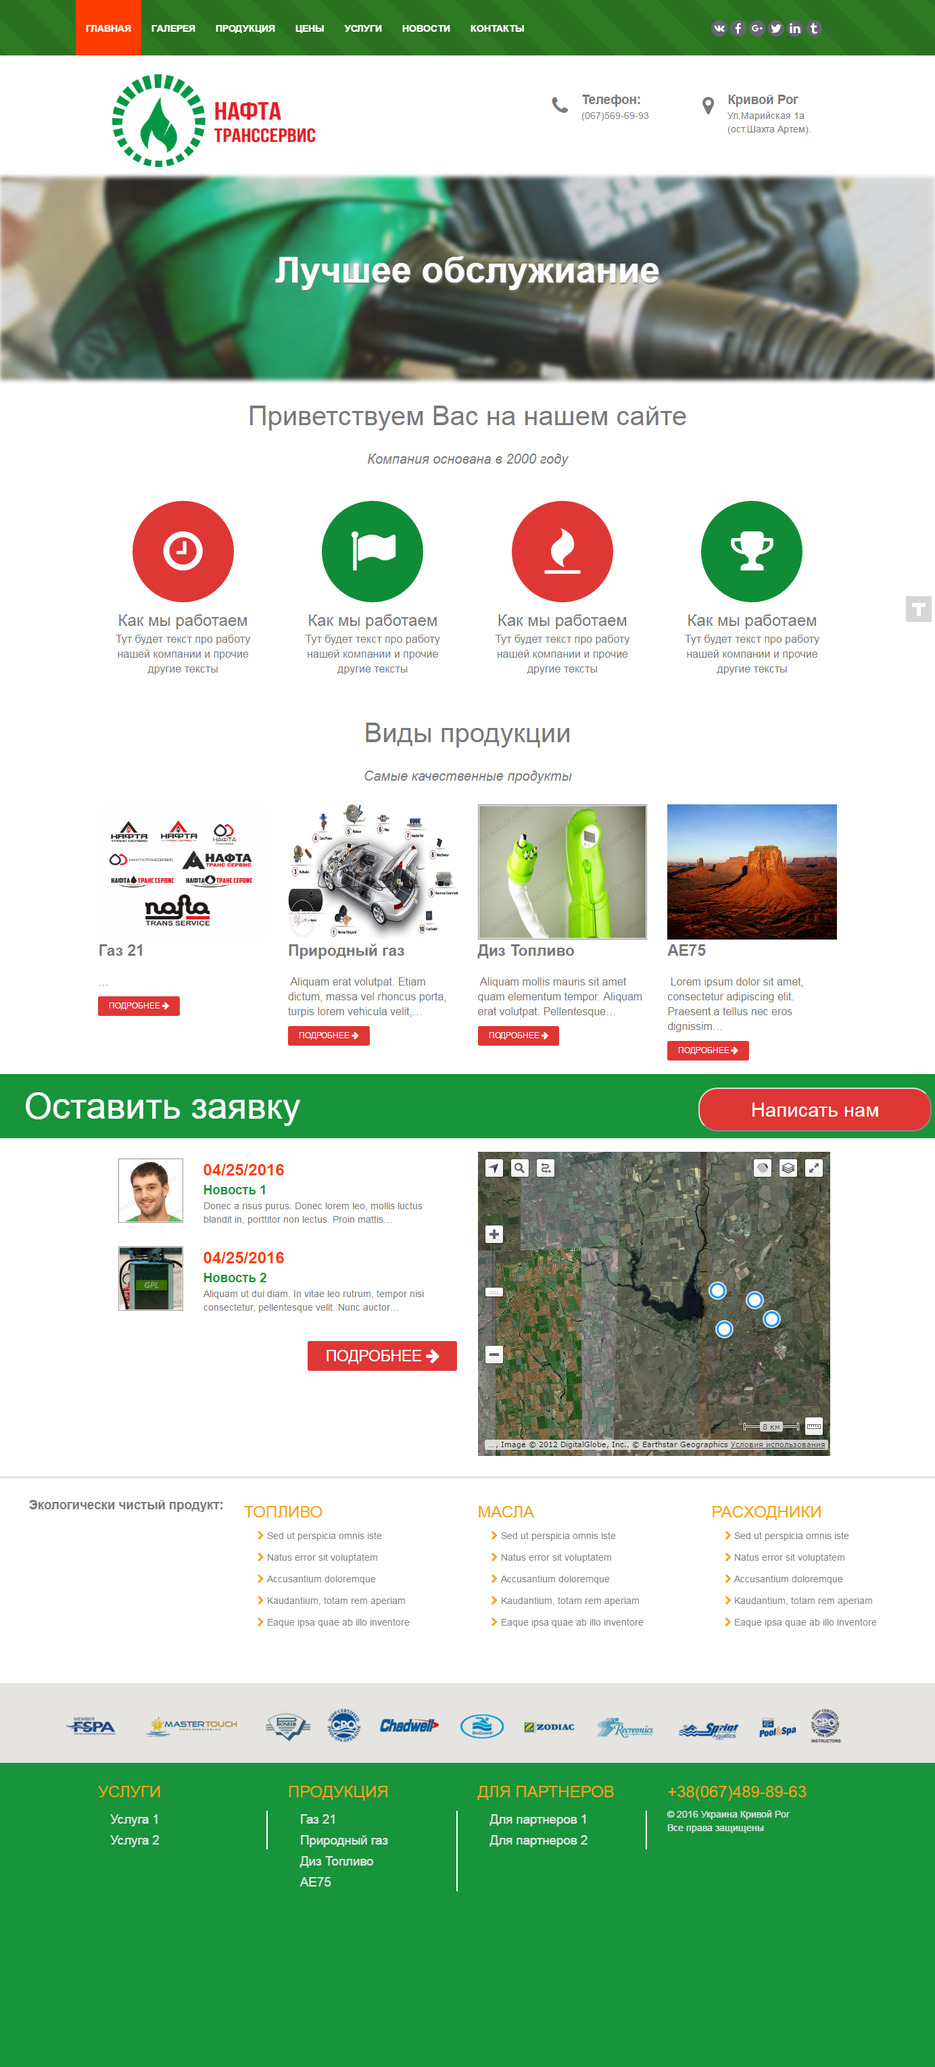 ГЛАВНАЯ ГАЛЕРЕЯ ПРОДУКЦИЯ ЦЕНЫ УСЛУГИ НОВОСТИ КОНТАКТЫ
НАФТА
ТРАНССЕРВИС
Телефон:
(067)569-69-93
Кривой Рог
Ул.Марийская 1а
(ост.Шахта Артем).
Лучшее обслужиание
Приветствуем Вас на нашем сайте
Компания основана в 2000 году
Как мы работаем
Тут будет текст про работу
нашей компании и прочие
другие тексты
Как мы работаем
Тут будет текст про работу
нашей компании и прочие
другие тексты
Как мы работаем
Тут будет текст про работу
нашей компании и прочие
другие тексты
Как мы работаем
Тут будет текст про работу
нашей компании и прочие
другие тексты
Виды продукции
Самые качественные продукты
НАФТА
ТРАНС СЕРВИС
nafta
TRANS SERVICE
Газ 21
...
ПОДРОБНЕЕ
Природный газ
Aliquam erat volutpat. Etiam
dictum, massa vel rhoncus porta,
turpis lorem vehicula velit,...
ПОДРОБНЕЕ
Диз Топливо
Aliquam mollis mauris sit amet
quam elementum tempor. Aliquam
erat volutpat. Pellentesque...
ПОДРОБНЕЕ
АЕ75
Lorem ipsum dolor sit amet,
consectetur adipiscing elit.
Praesent a tellus nec eros
dignissim...
ПОДРОБНЕЕ
Оставить заявку
Написать нам
04/25/2016
Новость 1
Donec a risus purus. Donec lorem leo, mollis luctus
blandit in, porttitor non lectus. Proin mattis...
GPL
04/25/2016
Новость 2
Aliquam ut dui diam. In vitae leo rutrum, tempor nisi
consectetur, pellentesque velit. Nunc auctor...
ПОДРОБНЕЕ
8 км
..., Image © 2012 DigitalGlobe, Inc., © Earthstar Geographics Условия использования
Экологически чистый продукт:
ТОПЛИВО
Sed ut perspicia omnis iste
Natus error sit voluptatem
Accusantium doloremque
Kaudantium, totam rem aperiam
Eaque ipsa quae ab illo inventore
МАСЛА
Sed ut perspicia omnis iste
Natus error sit voluptatem
Accusantium doloremque
Kaudantium, totam rem aperiam
Eaque ipsa quae ab illo inventore
РАСХОДНИКИ
Sed ut perspicia omnis iste
Natus error sit voluptatem
Accusantium doloremque
Kaudantium, totam rem aperiam
Eaque ipsa quae ab illo inventore
MEMBER
FSPA
MASTER TOUCH
CPO
Chadwell
ZODIAC
Recreonics
Sprint
Aquatics
Pool&Spa
CPO
INSTRUCTORS
УСЛУГИ
Услуга 1
Услуга 2
ПРОДУКЦИЯ
Газ 21
Природный газ
Диз Топливо
АЕ75
ДЛЯ ПАРТНЕРОВ
Для партнеров 1
Для партнеров 2
+38(067)489-89-63
© 2016 Украина Кривой Рог
Все права защищены